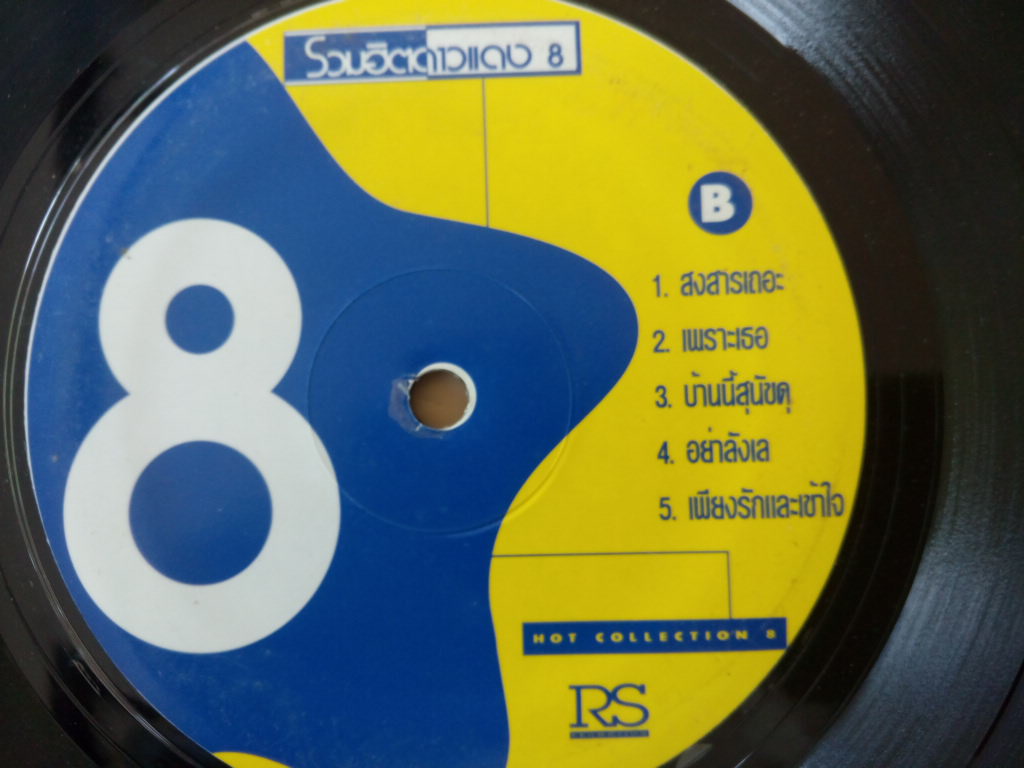 รวมฮิตดาวแดง 8
B
1. สงสารเถอะ
2. เพราะเธอ
3. บ้านนี้สุนัขดุ
4. อย่าลังเล
5. เพียงรักและเข้าใจ
8
HOT COLLECTION 8
RS
PROMOTION